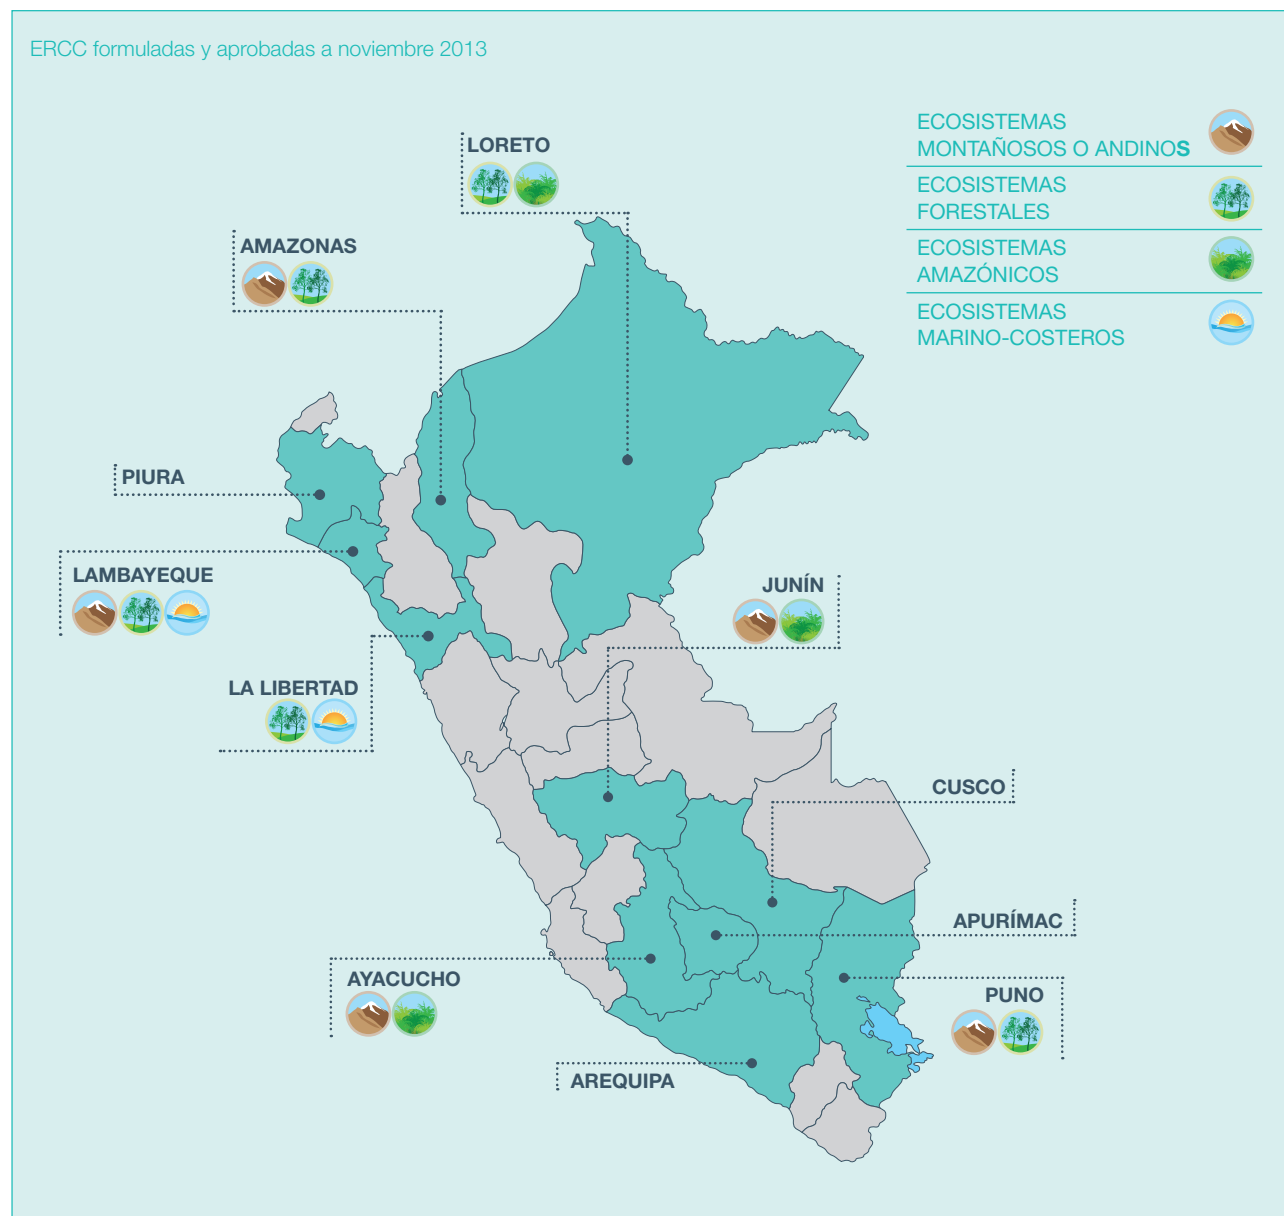 ERCC formuladas y aprobadas a noviembre 2013
ECOSISTEMAS
MONTAÑOSOS O ANDINOS
ECOSISTEMAS
FORESTALES
ECOSISTEMAS
AMAZÓNICOS
ECOSISTEMAS
MARINO-COSTEROS
LORETO
AMAZONAS
PIURA
LAMBAYEQUE
JUNÍN
LA LIBERTAD
CUSCO
APURÍMAC
AYACUCHO
PUNO
AREQUIPA